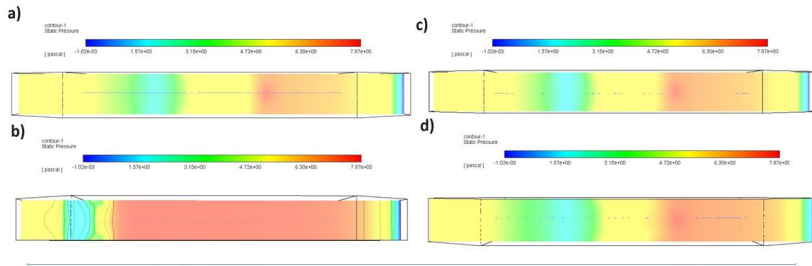 a)
contour-1
Static Pressure
[ pascal ]
-1.02e-03 1.57e+00 3.15e+00 4.72e+00 6.30e+00 7.87e+00
b)
contour-1
Static Pressure
[ pascal ]
-1.02e-03 1.57e+00 3.15e+00 4.72e+00 6.30e+00 7.87e+00
c)
contour-1
Static Pressure
[ pascal ]
-1.02e-03 1.57e+00 3.15e+00 4.72e+00 6.30e+00 7.87e+00
d)
contour-1
Static Pressure
[ pascal ]
-1.02e-03 1.57e+00 3.15e+00 4.72e+00 6.30e+00 7.87e+00